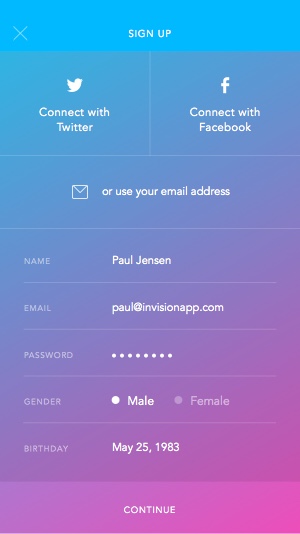 SIGN UP
Connect with
Twitter
Connect with
Facebook
or use your email address
NAME Paul Jensen
EMAIL paul@invisionapp.com
PASSWORD
GENDER Male Female
BIRTHDAY May 25, 1983
CONTINUE